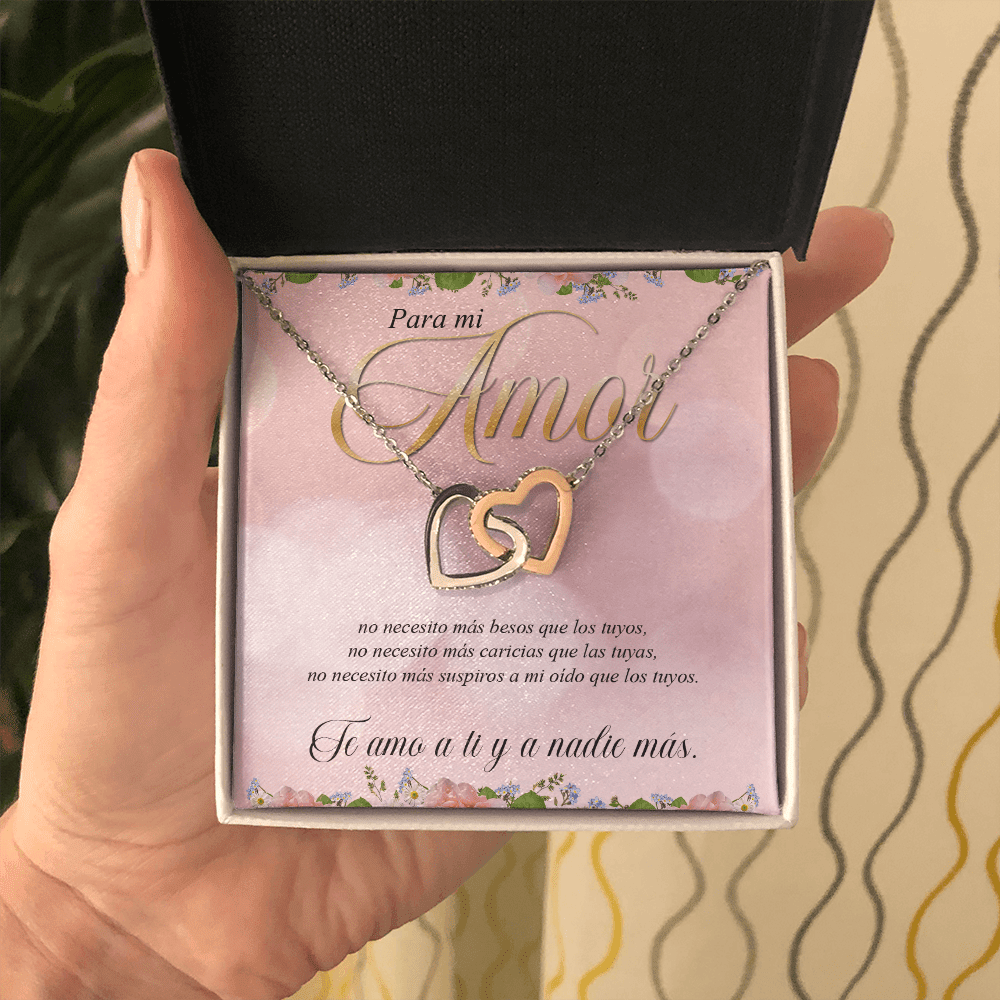 Para mi
Amor
no necesito más besos que los tuyos,
no necesito más caricias que las tuyas,
no necesito más suspiros a mi oído que los tuyos.
Te amo a ti y a nadie más.